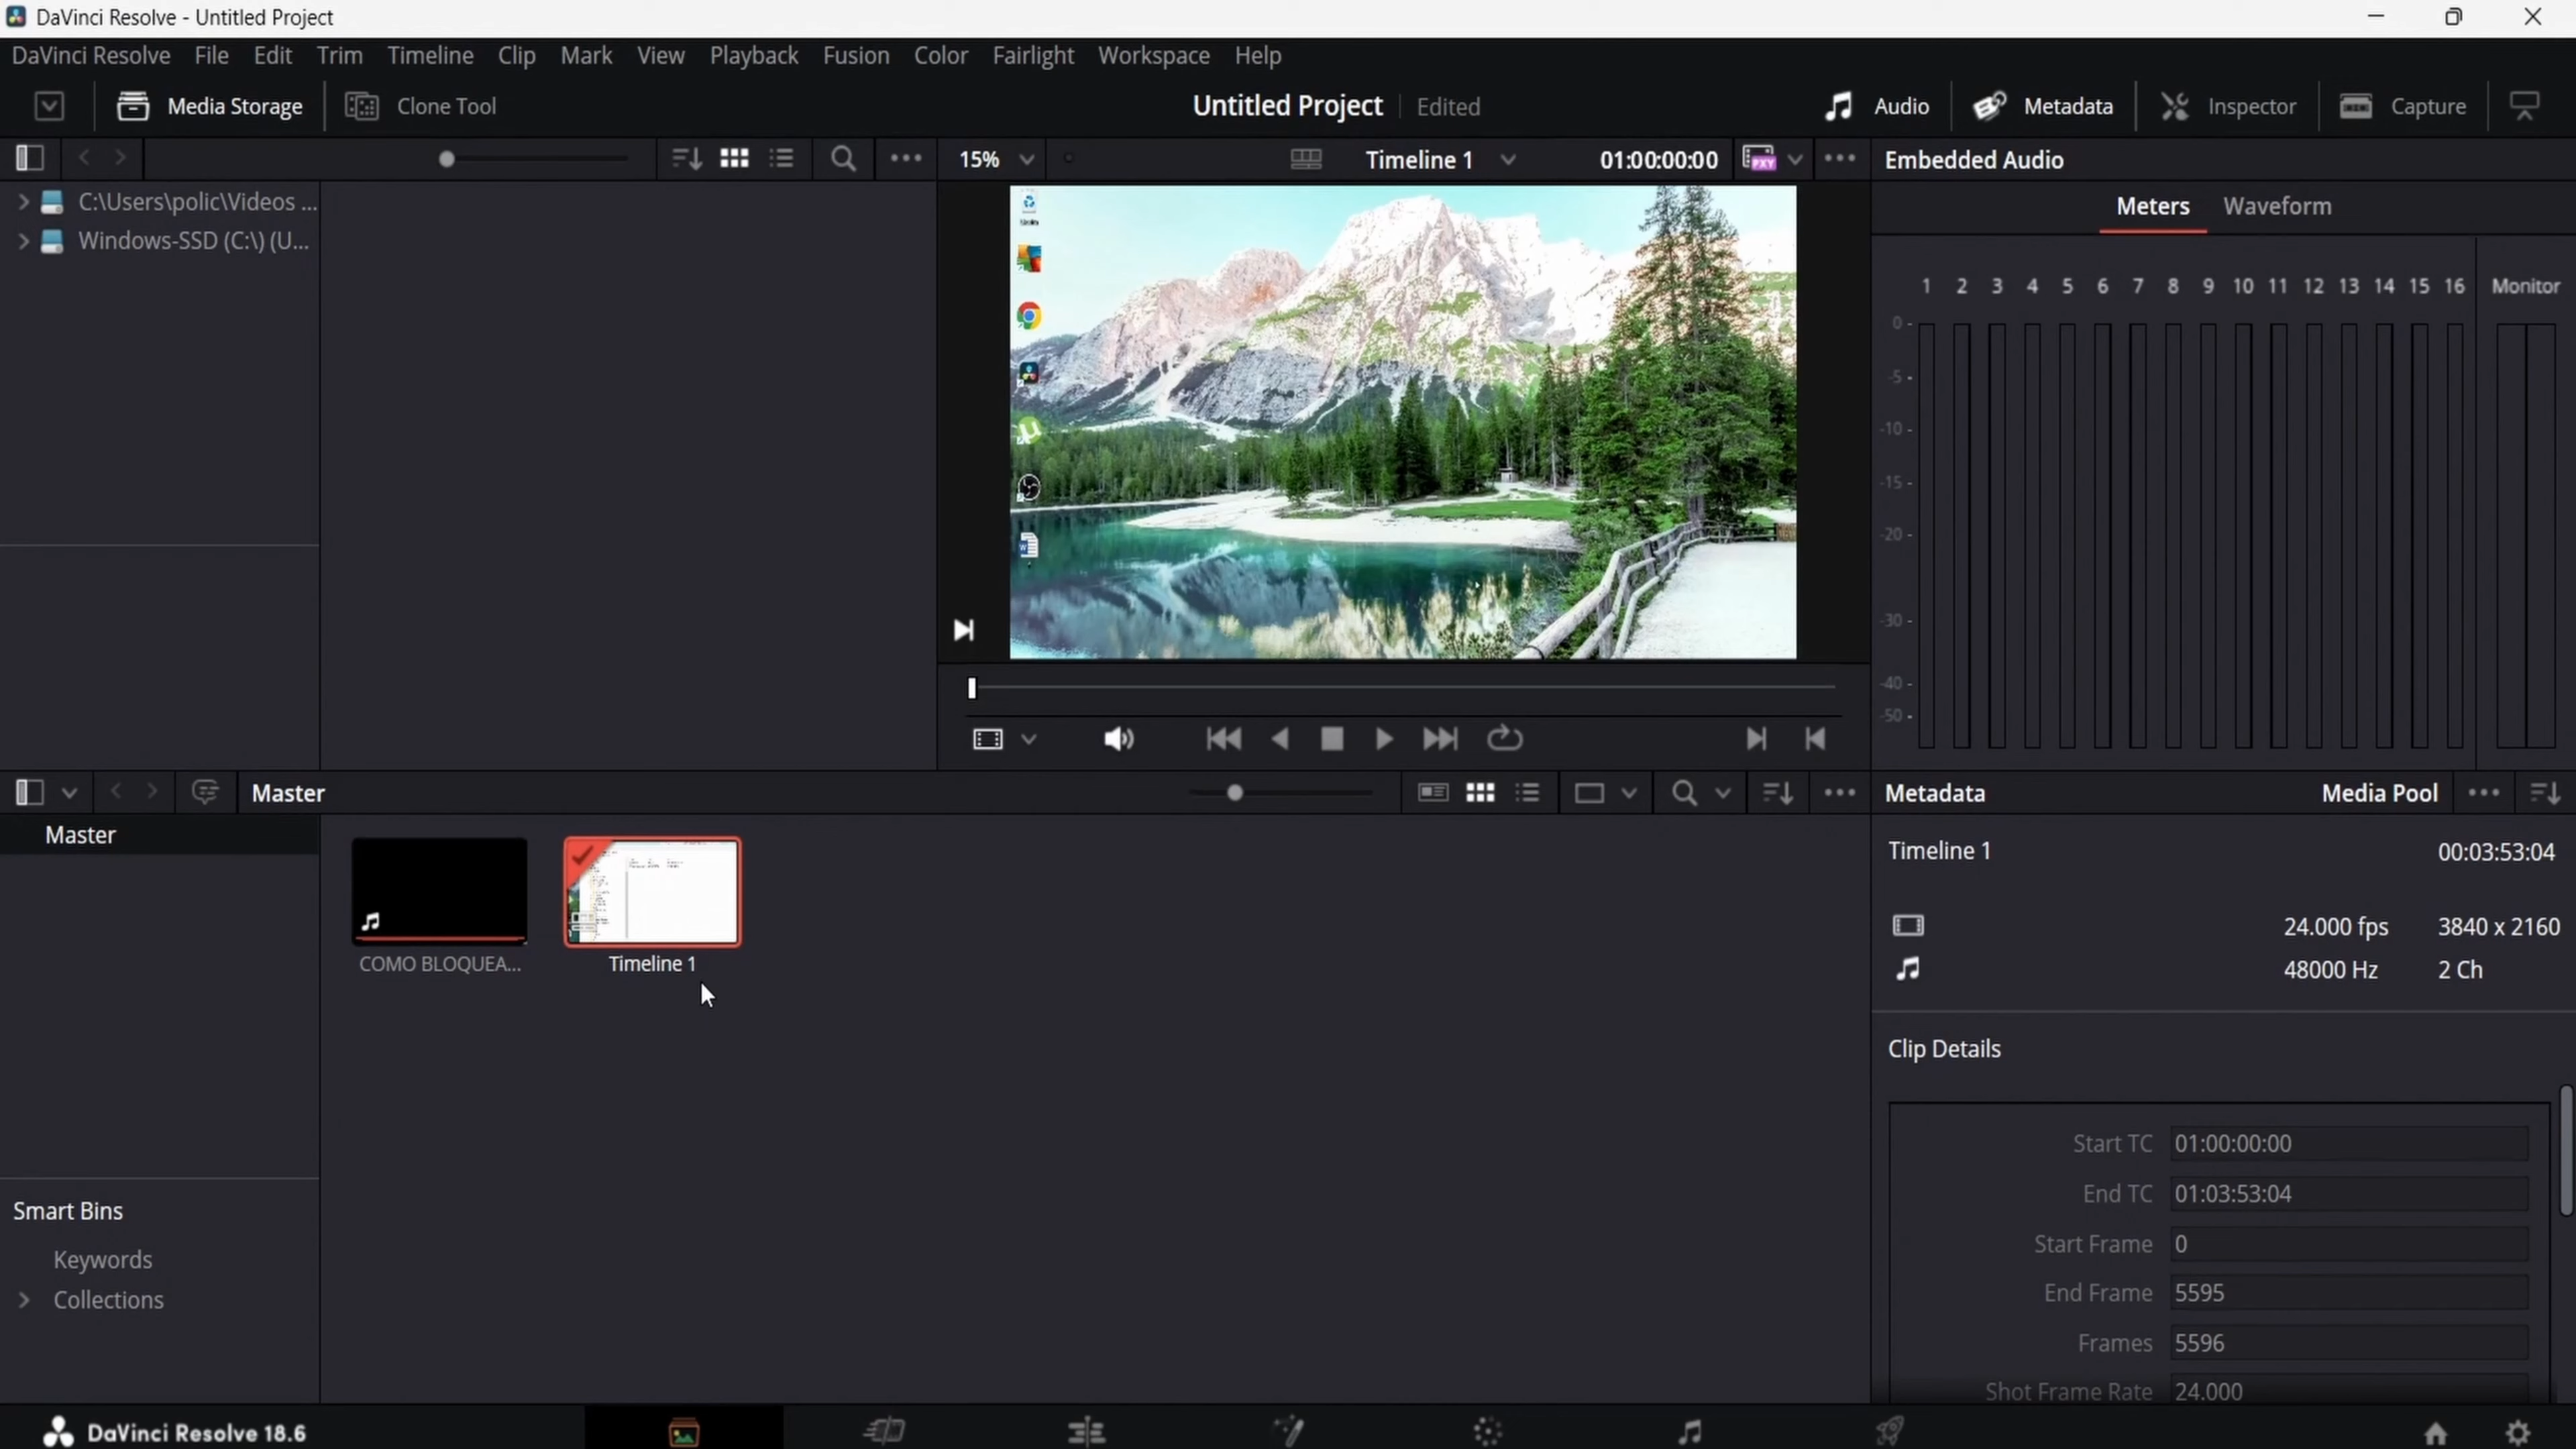 DaVinci Resolve - Untitled Project
DaVinci Resolve File Edit Trim Timeline Clip Mark View Playback Fusion Color Fairlight Workspace Help
Media Storage Clone Tool Untitled Project Edited Audio Metadata Inspector Capture
15% Timeline 1 01:00:00:00 PXY Embedded Audio
C:\Users\polic\Videos ...
Windows-SSD (C:\) (U...
Meters Waveform
1 2 3 4 5 6 7 8 9 10 11 12 13 14 15 16 Monitor
0 -
-5 -
-10 -
-15 -
-20 -
-30 -
-40 -
-50 -
Master
Metadata Media Pool
Master
COMO BLOQUEA...
Timeline 1
Timeline 1 00:03:53:04
24.000 fps 3840 x 2160
48000 Hz 2 Ch
Clip Details
Start TC 01:00:00:00
End TC 01:03:53:04
Start Frame 0
End Frame 5595
Frames 5596
Shot Frame Rate 24.000
Smart Bins
Keywords
Collections
DaVinci Resolve 18.6